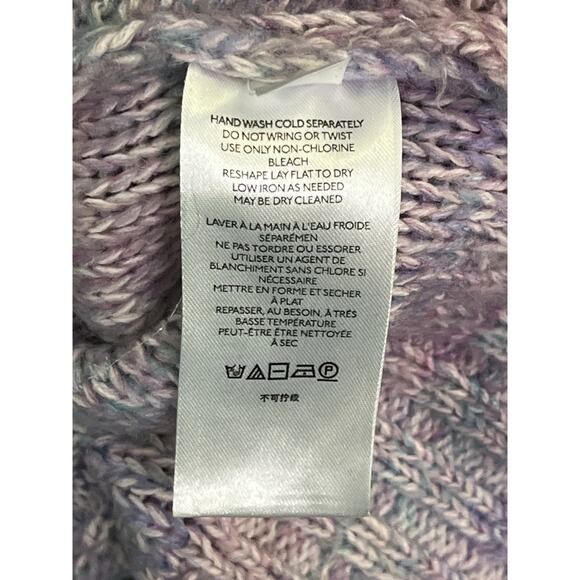 HAND WASH COLD SEPARATELY
DO NOT WRING OR TWIST
USE ONLY NON-CHLORINE
BLEACH
RESHAPE LAY FLAT TO DRY
LOW IRON AS NEEDED
MAY BE DRY CLEANED
LAVER À LA MAIN À L'EAU FROIDE
SÉPARÉMEN
NE PAS TORDRE OU ESSORER
UTILISER UN AGENT DE
BLANCHIMENT SANS CHLORE SI
NÉCESSAIRE
METTRE EN FORME ET SECHER
À PLAT
REPASSER, AU BESOIN, À TRÉS
BASSE TEMPÉRATURE
PEUT-ÊTRE ÊTRE NETTOYÉE
À SEC
P
不可拧绞